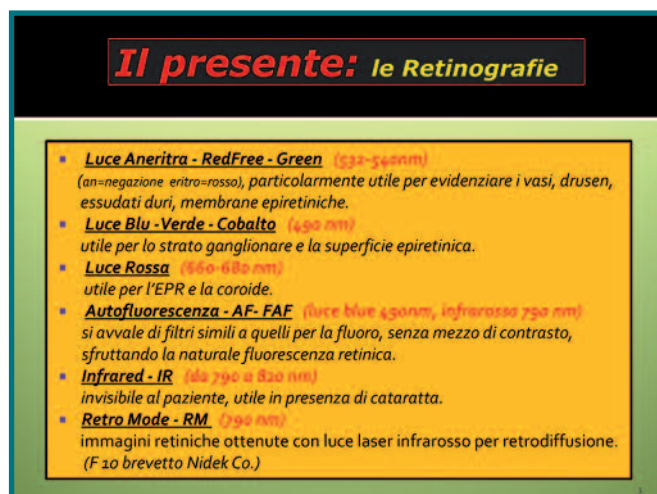 Il presente: le Retinografie
Luce Aneritra - RedFree - Green (532-540nm)
(an=negazione eritro=rosso), particolarmente utile per evidenziare i vasi, drusen,
essudati duri, membrane epiretiniche.
Luce Blu -Verde - Cobalto (490 nm)
utile per lo strato ganglionare e la superficie epiretinica.
Luce Rossa (660-680 nm)
utile per l'EPR e la coroide.
Autofluorescenza - AF- FAF (luce blue 490nm, infrarosso 790 nm)
si avvale di filtri simili a quelli per la fluoro, senza mezzo di contrasto,
sfruttando la naturale fluorescenza retinica.
Infrared - IR (da 790 a 820 nm)
invisibile al paziente, utile in presenza di cataratta.
Retro Mode - RM (790 nm)
immagini retiniche ottenute con luce laser infrarosso per retrodiffusione.
(F 10 brevetto Nidek Co.)